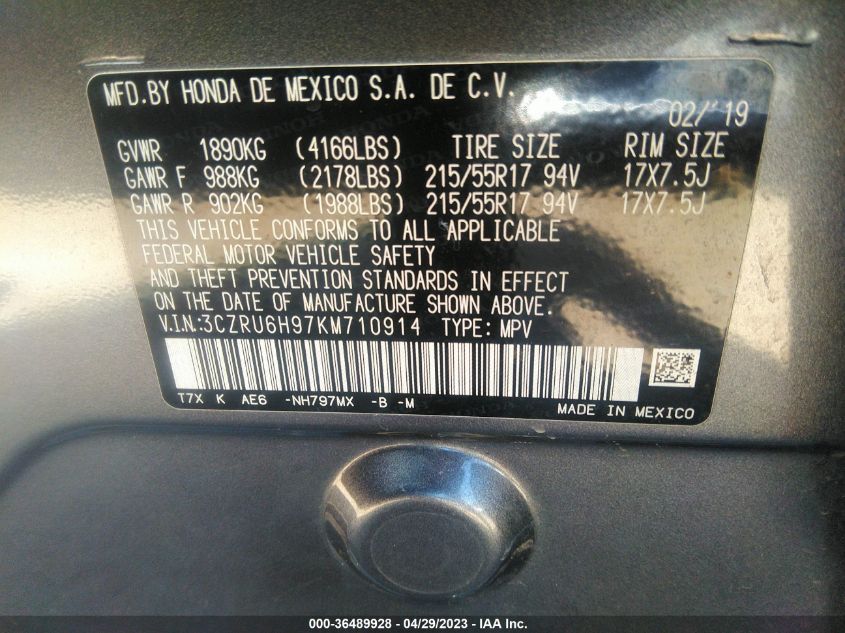 MFD.BY HONDA DE MEXICO S.A. DE C.V.
02/'19
GVWR 1890KG (4166LBS) TIRE SIZE RIM SIZE
GAWR F 988KG (2178LBS) 215/55R17 94V 17X7.5J
GAWR R 902KG (1988LBS) 215/55R17 94V 17X7.5J
THIS VEHICLE CONFORMS TO ALL APPLICABLE
FEDERAL MOTOR VEHICLE SAFETY
AND THEFT PREVENTION STANDARDS IN EFFECT
ON THE DATE OF MANUFACTURE SHOWN ABOVE.
V.I.N.:3CZRU6H97KM710914 TYPE: MPV
T7X K AE6 -NH797MX -B -M
MADE IN MEXICO
000-36489928 - 04/29/2023 - IAA Inc.